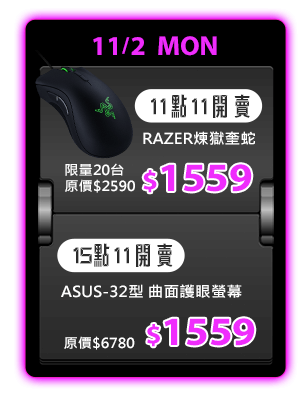 11/2 MON
11點11開賣
RAZER煉獄奎蛇
限量20台
原價$2590 $1559
15點11開賣
ASUS-32型 曲面護眼螢幕
原價$6780 $1559